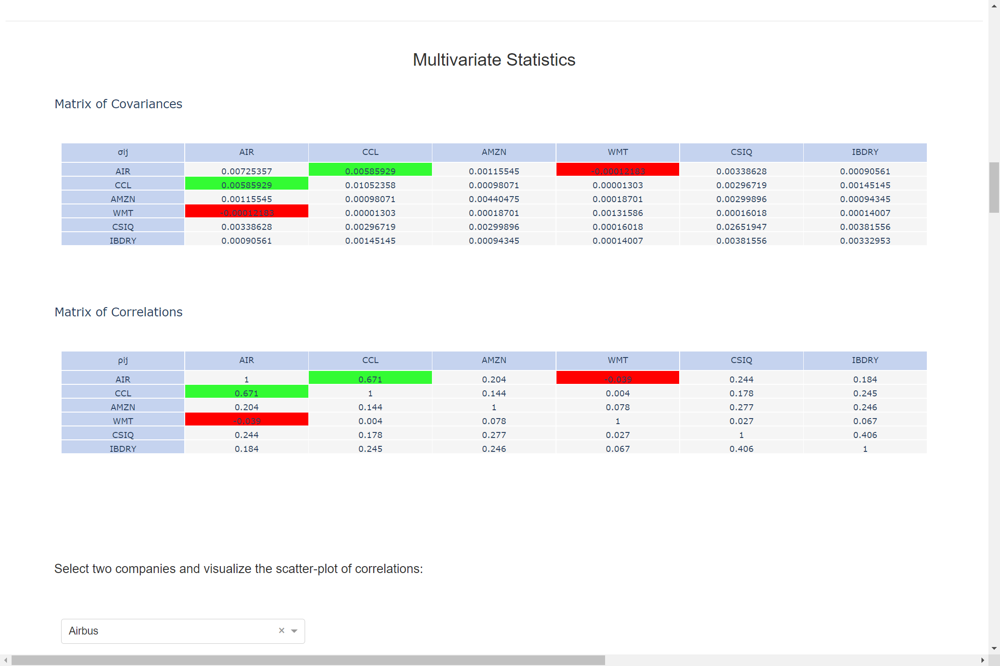 Multivariate Statistics
Matrix of Covariances
σij AIR CCL AMZN WMT CSIQ IBDRY
AIR 0.00725357 0.00585929 0.00115545 -0.00012183 0.00338628 0.00090561
CCL 0.00585929 0.01052358 0.00098071 0.00001303 0.00296719 0.00145145
AMZN 0.00115545 0.00098071 0.00440475 0.00018701 0.00299896 0.00094345
WMT -0.00012183 0.00001303 0.00018701 0.00131586 0.00016018 0.00014007
CSIQ 0.00338628 0.00296719 0.00299896 0.00016018 0.02651947 0.00381556
IBDRY 0.00090561 0.00145145 0.00094345 0.00014007 0.00381556 0.00332953
Matrix of Correlations
ρij AIR CCL AMZN WMT CSIQ IBDRY
AIR 1 0.671 0.204 -0.039 0.244 0.184
CCL 0.671 1 0.144 0.004 0.178 0.245
AMZN 0.204 0.144 1 0.078 0.277 0.246
WMT -0.039 0.004 0.078 1 0.027 0.067
CSIQ 0.244 0.178 0.277 0.027 1 0.406
IBDRY 0.184 0.245 0.246 0.067 0.406 1
Select two companies and visualize the scatter-plot of correlations:
Airbus ×